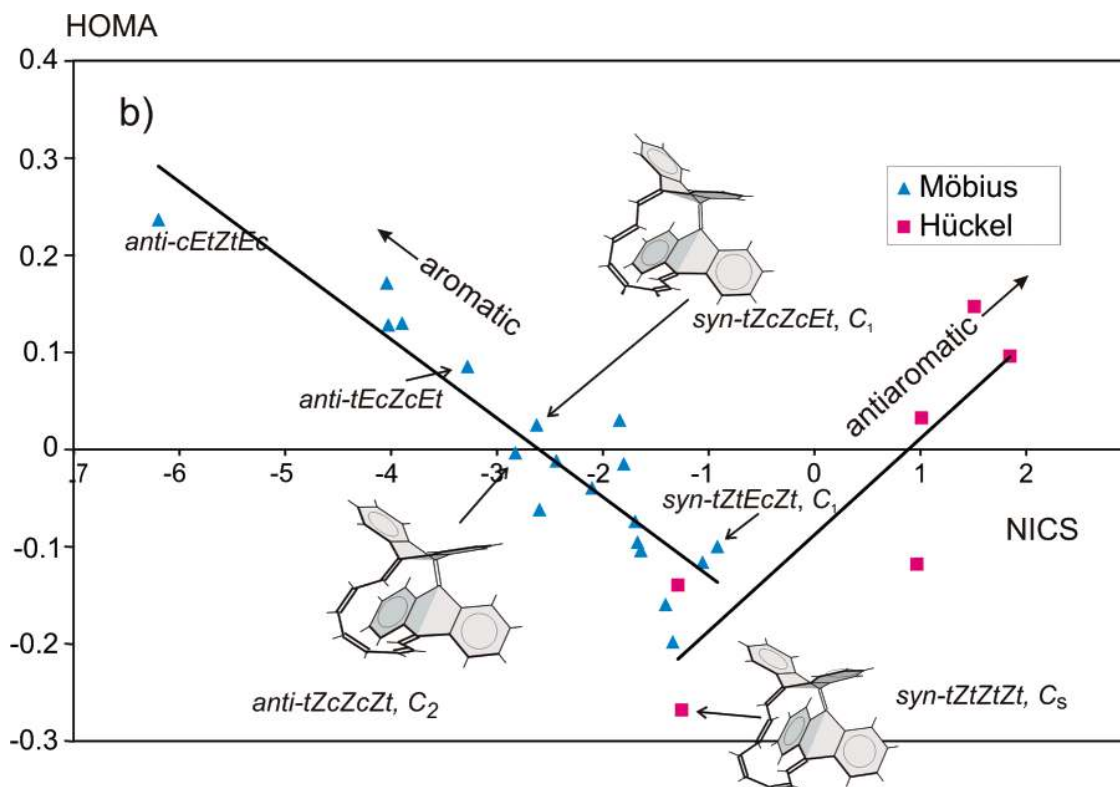 HOMA
0.4
b)
0.3
Möbius
Hückel
anti-cEtZtEc
0.2
aromatic
syn-tZcZcEt, C₁
antiaromatic
0.1
anti-tEcZcEt
0
-7 -6 -5 -4 -3 -2 -1 0 1 2
syn-tZtEcZt, C₁
NICS
-0.1
-0.2
anti-tZcZcZt, C₂
syn-tZtZtZt, Cₛ
-0.3